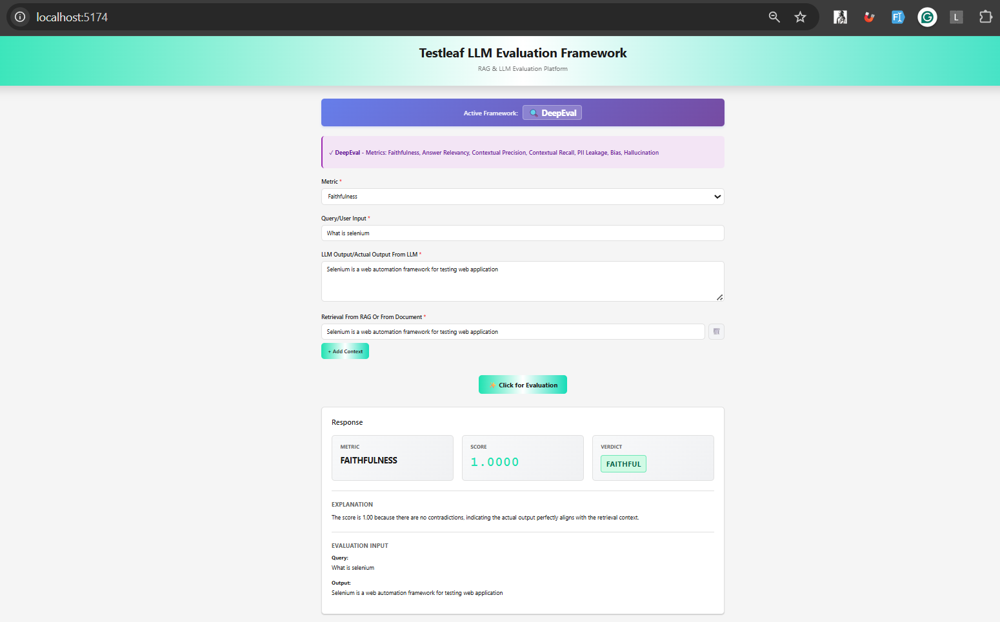 localhost:5174
Testleaf LLM Evaluation Framework
RAG & LLM Evaluation Platform
Active Framework: DeepEval
✓ DeepEval - Metrics: Faithfulness, Answer Relevancy, Contextual Precision, Contextual Recall, PII Leakage, Bias, Hallucination
Metric *
Faithfulness
Query/User Input *
What is selenium
LLM Output/Actual Output From LLM *
Selenium is a web automation framework for testing web application
Retrieval From RAG Or From Document *
Selenium is a web automation framework for testing web application
+ Add Context
Click for Evaluation
Response
METRIC
FAITHFULNESS
SCORE
1.0000
VERDICT
FAITHFUL
EXPLANATION
The score is 1.00 because there are no contradictions, indicating the actual output perfectly aligns with the retrieval context.
EVALUATION INPUT
Query:
What is selenium
Output:
Selenium is a web automation framework for testing web application